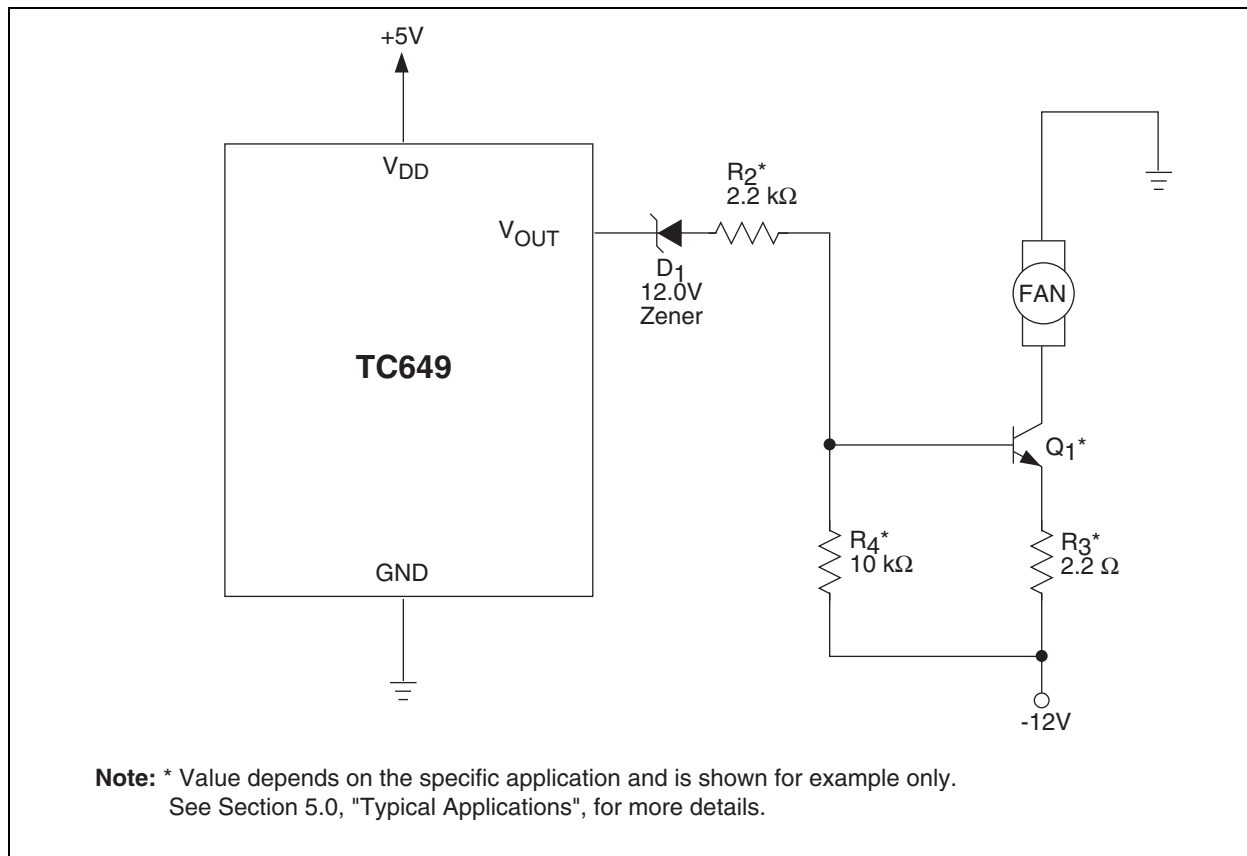 +5V
VDD
VOUT
D1
12.0V
Zener
R2*
2.2 kΩ
FAN
TC649
Q1*
R4*
10 kΩ
R3*
2.2 Ω
GND
-12V
Note: * Value depends on the specific application and is shown for example only.
See Section 5.0, "Typical Applications", for more details.